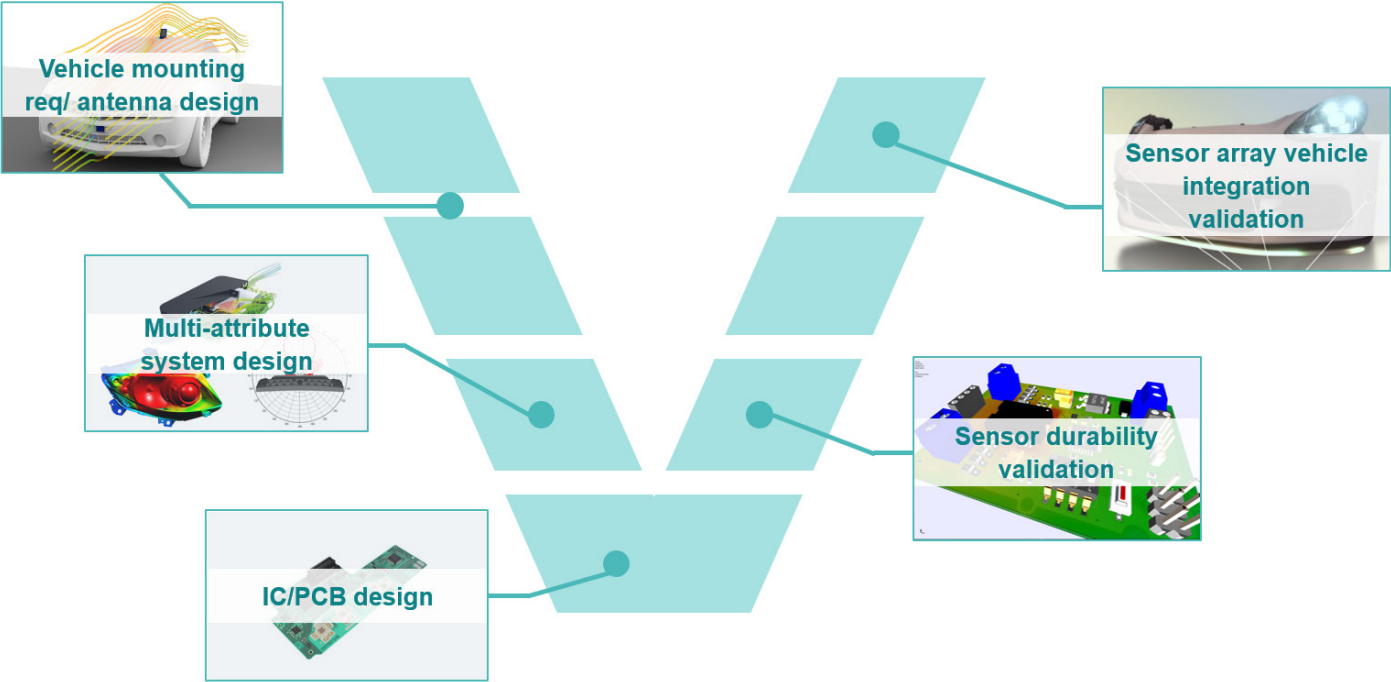 Vehicle mounting
req/ antenna design
Multi-attribute
system design
IC/PCB design
Sensor array vehicle
integration
validation
Sensor durability
validation